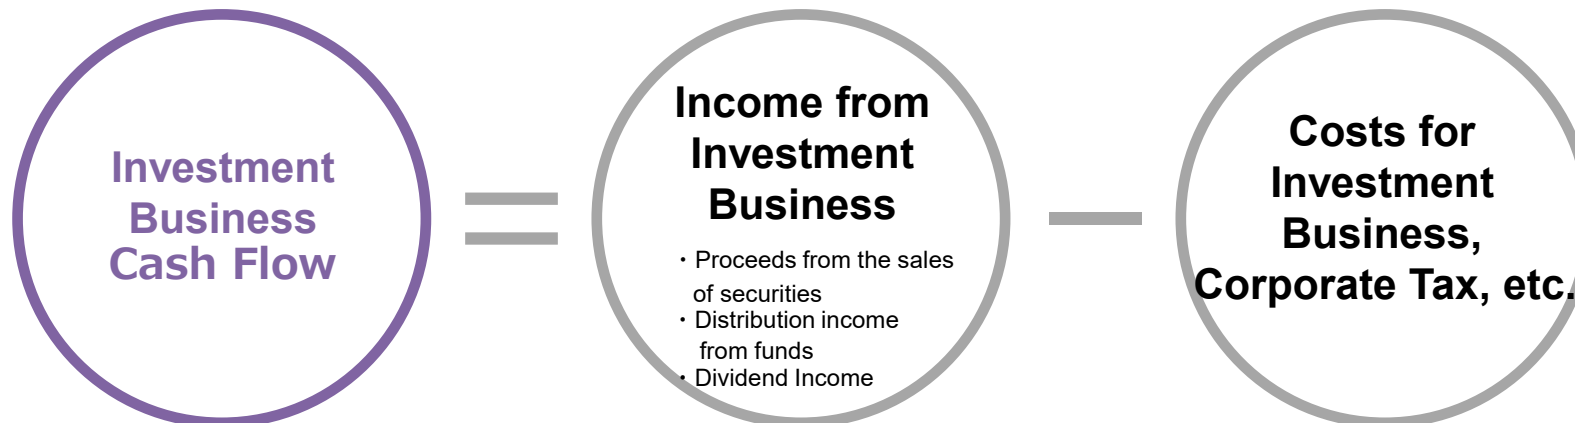 Investment
Business
Cash Flow
Income from
Investment
Business
・Proceeds from the sales
of securities
・Distribution income
from funds
・Dividend Income
Costs for
Investment
Business,
Corporate Tax, etc.